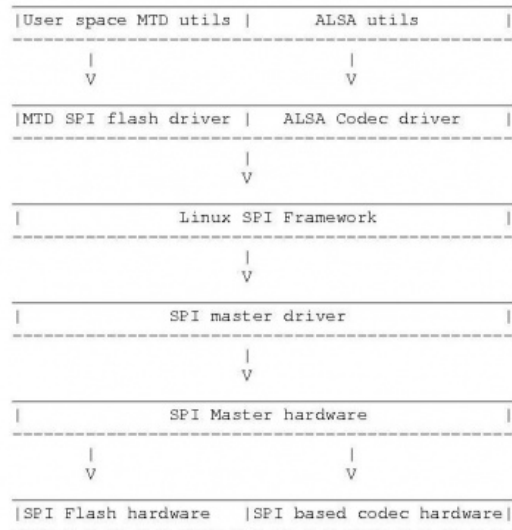 |User space MTD utils | ALSA utils |
| |
V V
|MTD SPI flash driver | ALSA Codec driver |
|
V
| Linux SPI Framework |
|
V
| SPI master driver |
|
V
| SPI Master hardware |
| |
V V
|SPI Flash hardware |SPI based codec hardware|